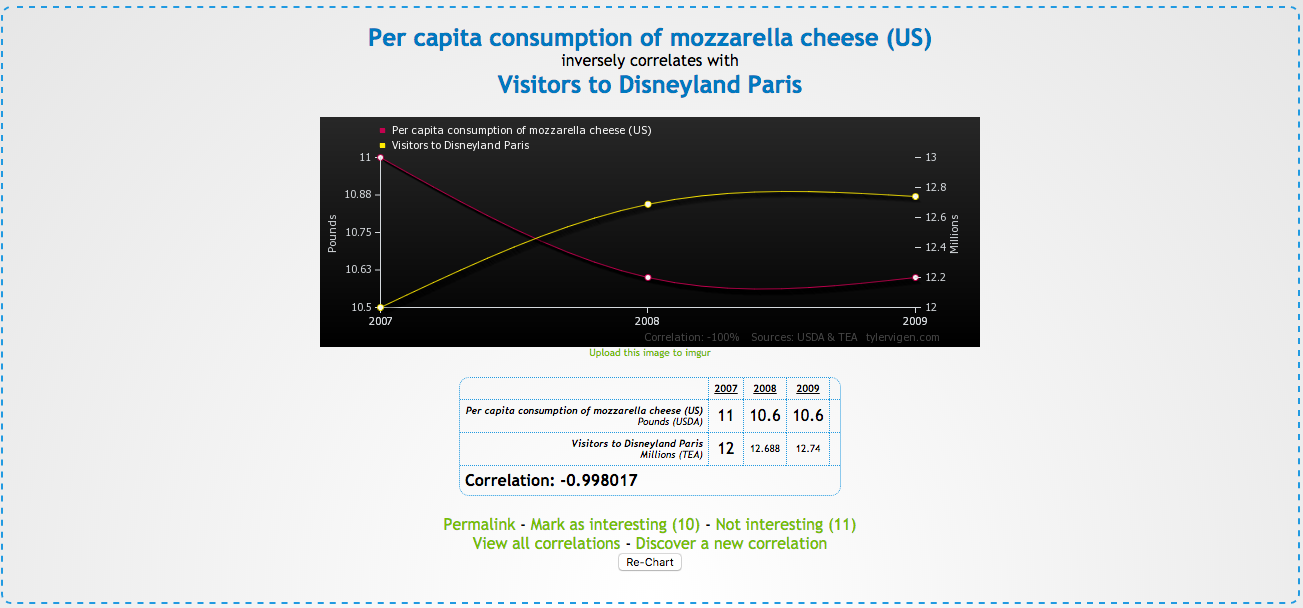 Per capita consumption of mozzarella cheese (US)
inversely correlates with
Visitors to Disneyland Paris
Per capita consumption of mozzarella cheese (US)
Visitors to Disneyland Paris
11
10.88
10.75
10.63
10.5
Pounds
13
12.8
12.6
12.4
12.2
12
Millions
2007 2008 2009
Correlation: -100% Sources: USDA & TEA tylervigen.com
Upload this image to imgur
2007 2008 2009
Per capita consumption of mozzarella cheese (US)
Pounds (USDA)
11 10.6 10.6
Visitors to Disneyland Paris
Millions (TEA)
12 12.688 12.74
Correlation: -0.998017
Permalink - Mark as interesting (10) - Not interesting (11)
View all correlations - Discover a new correlation
Re-Chart